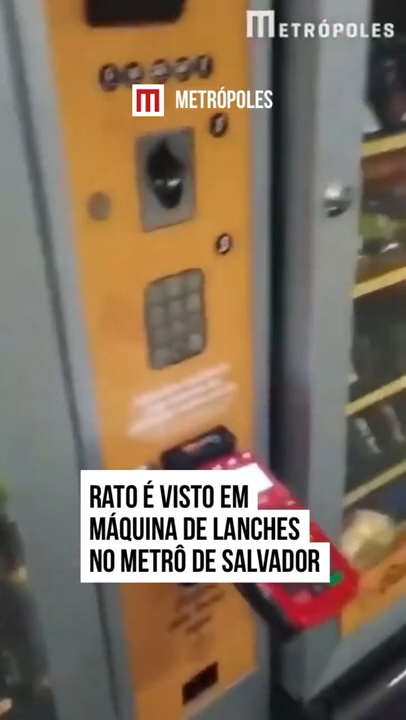 METRÓPOLES
METRÓPOLES
RATO É VISTO EM
MÁQUINA DE LANCHES
NO METRÔ DE SALVADOR